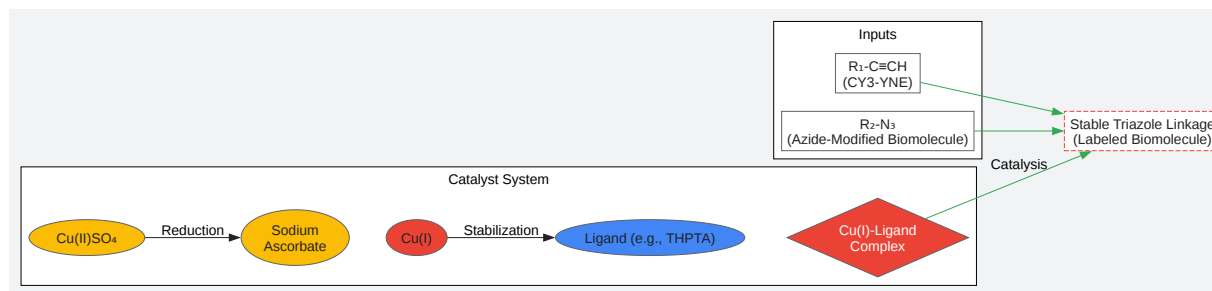 Inputs
R₁-C≡CH
(CY3-YNE)
R₂-N₃
(Azide-Modified Biomolecule)
Stable Triazole Linkage
(Labeled Biomolecule)
Catalysis
Catalyst System
Cu(II)SO₄
Reduction
Sodium
Ascorbate
Cu(I)
Stabilization
Ligand (e.g., THPTA)
Cu(I)-Ligand
Complex